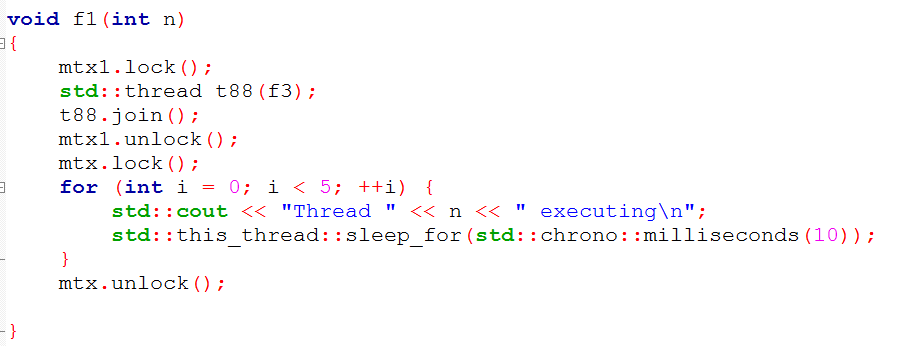 void f1(int n)
{
    mtx1.lock();
    std::thread t88(f3);
    t88.join();
    mtx1.unlock();
    mtx.lock();
    for (int i = 0; i < 5; ++i) {
        std::cout << "Thread " << n << " executing\n";
        std::this_thread::sleep_for(std::chrono::milliseconds(10));
    }
    mtx.unlock();

}